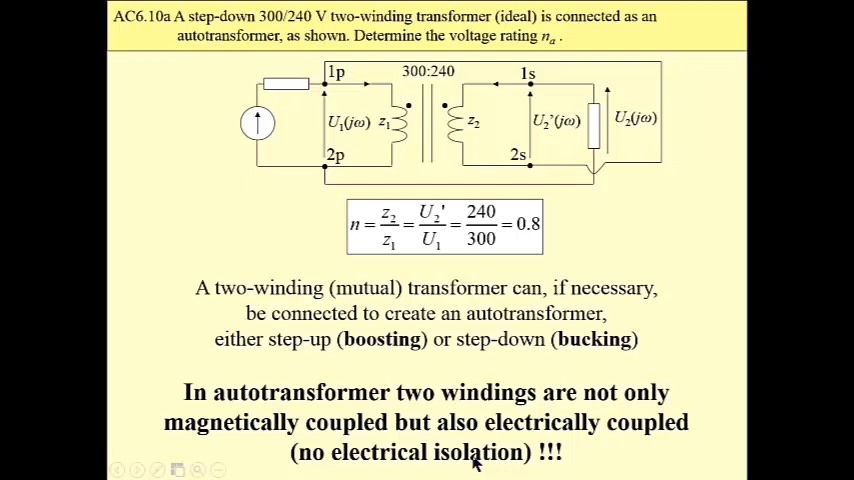 AC6.10a A step-down 300/240 V two-winding transformer (ideal) is connected as an
autotransformer, as shown. Determine the voltage rating nₐ .
1p 300:240 1s
U₁(jω) z₁ z₂ U₂'(jω) U₂(jω)
2p 2s
n = z₂/z₁ = U₂'/U₁ = 240/300 = 0.8
A two-winding (mutual) transformer can, if necessary,
be connected to create an autotransformer,
either step-up (boosting) or step-down (bucking)
In autotransformer two windings are not only
magnetically coupled but also electrically coupled
(no electrical isolation) !!!